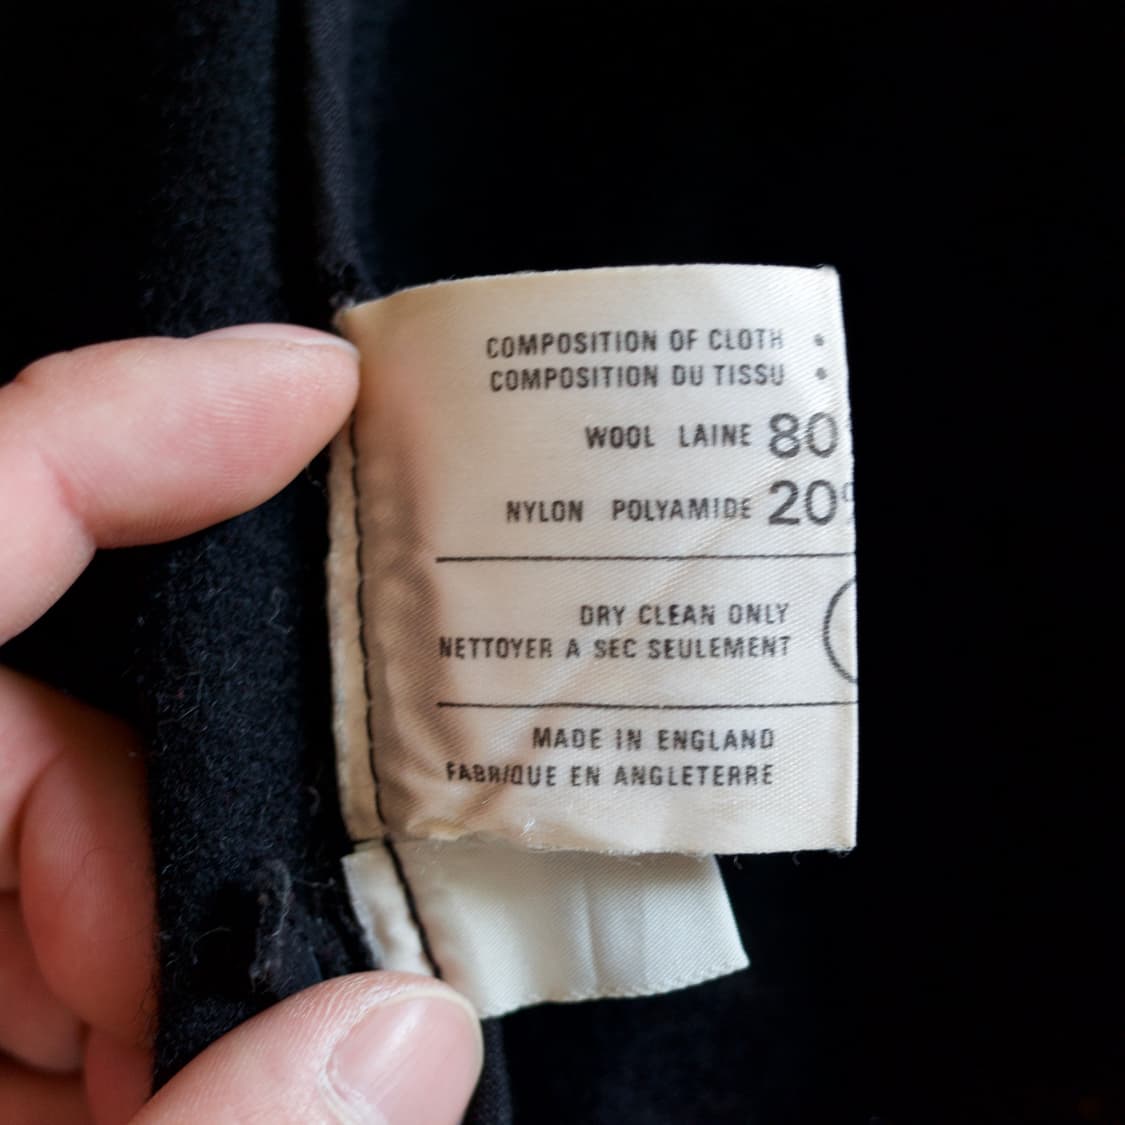 COMPOSITION OF CLOTH :
COMPOSITION DU TISSU :
WOOL LAINE 80
NYLON POLYAMIDE 20%
DRY CLEAN ONLY
NETTOYER A SEC SEULEMENT
MADE IN ENGLAND
FABRIQUE EN ANGLETERRE